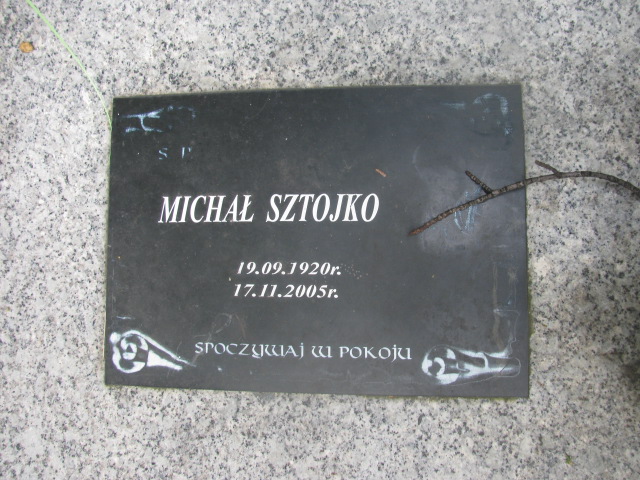 S P
MICHAŁ SZTOJKO
19.09.1920r.
17.11.2005r.
SPOCZYWAJ W POKOJU